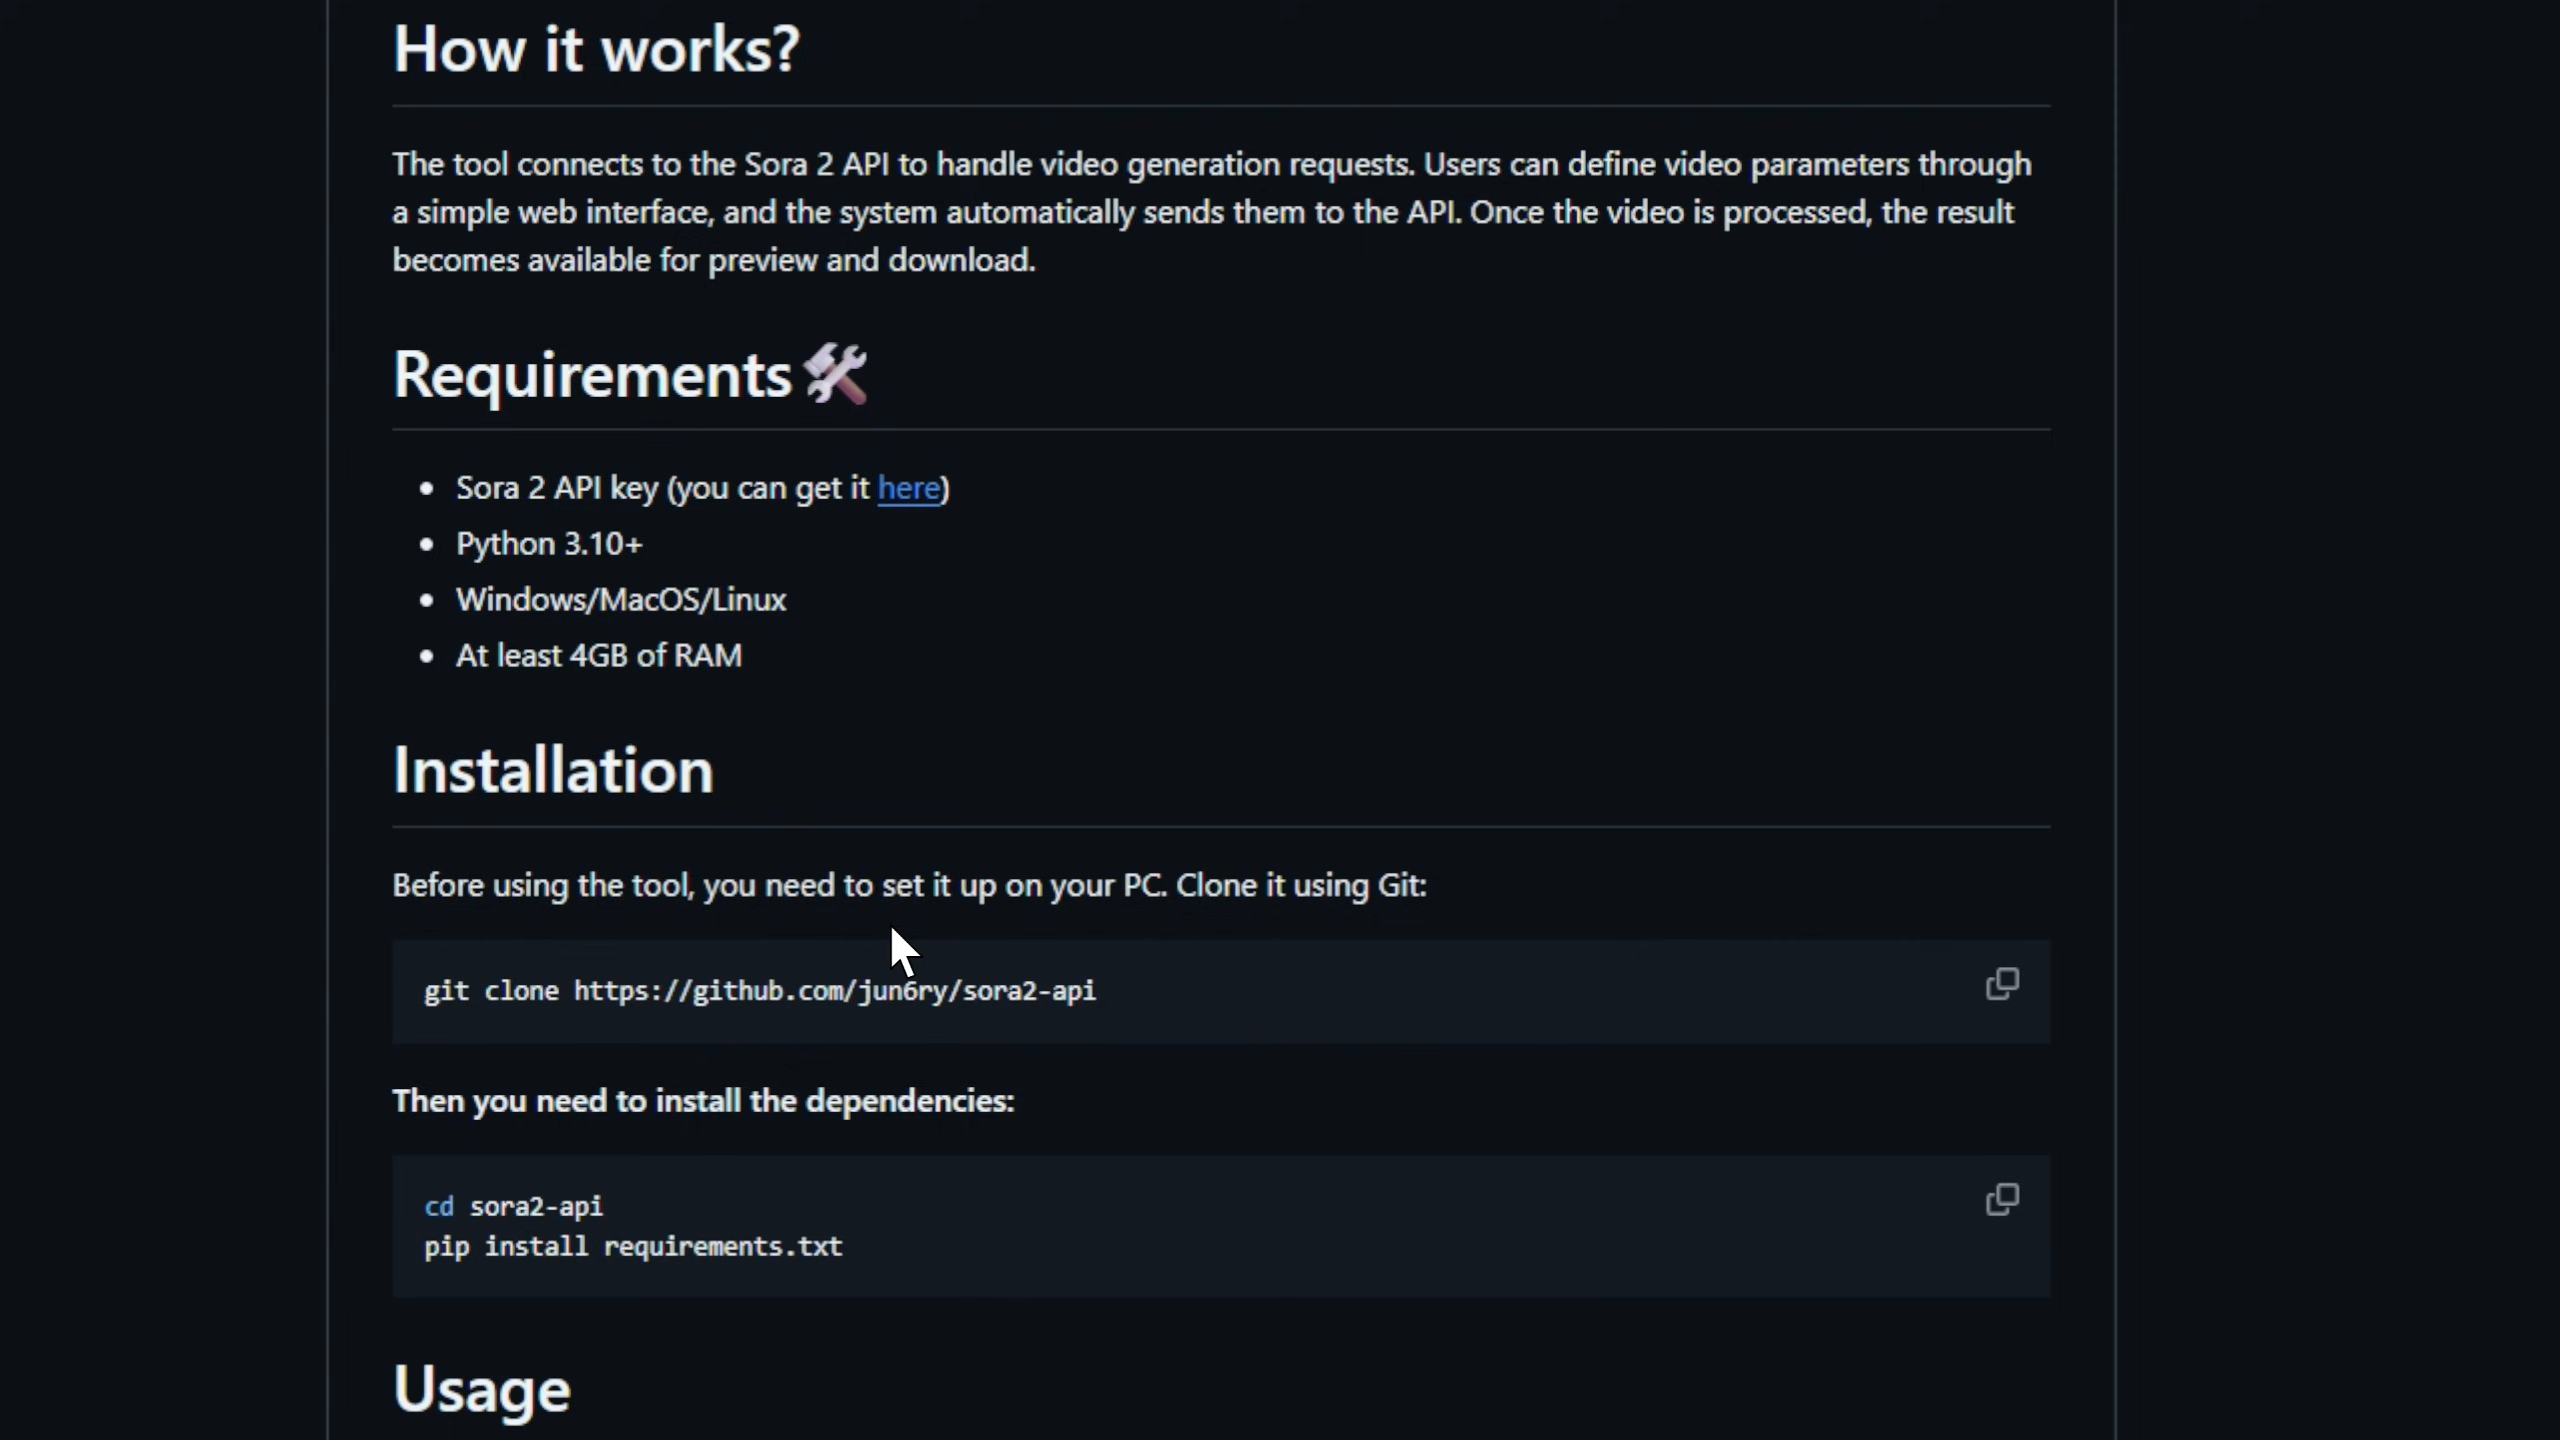 How it works?
The tool connects to the Sora 2 API to handle video generation requests. Users can define video parameters through
a simple web interface, and the system automatically sends them to the API. Once the video is processed, the result
becomes available for preview and download.
Requirements🛠️
• Sora 2 API key (you can get it here)
• Python 3.10+
• Windows/MacOS/Linux
• At least 4GB of RAM
Installation
Before using the tool, you need to set it up on your PC. Clone it using Git:
git clone https://github.com/jun6ry/sora2-api
Then you need to install the dependencies:
cd sora2-api
pip install requirements.txt
Usage